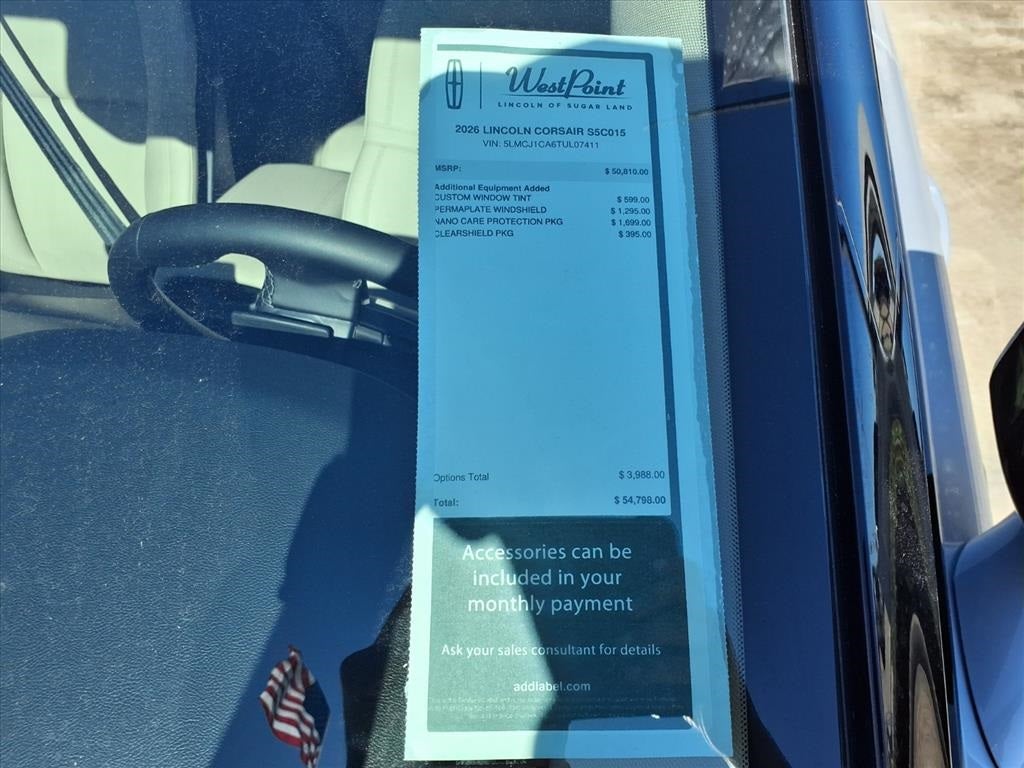 WestPoint
LINCOLN OF SUGAR LAND
2026 LINCOLN CORSAIR S5C015
VIN: 5LMCJ1CA6TUL07411
MSRP: $ 50,810.00
Additional Equipment Added
CUSTOM WINDOW TINT $ 599.00
PERMAPLATE WINDSHIELD $ 1,295.00
NANO CARE PROTECTION PKG $ 1,699.00
CLEARSHIELD PKG $ 395.00
Options Total $ 3,988.00
Total: $ 54,798.00
Accessories can be
included in your
monthly payment
Ask your sales consultant for details
addlabel.com